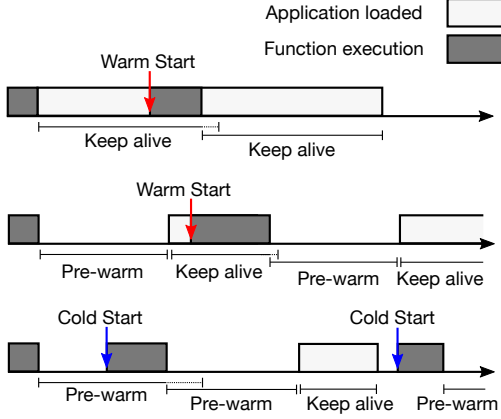 Application loaded
Function execution
Warm Start
Keep alive
Keep alive
Warm Start
Pre-warm
Keep alive
Pre-warm
Keep alive
Cold Start
Cold Start
Pre-warm
Pre-warm
Keep alive
Pre-warm